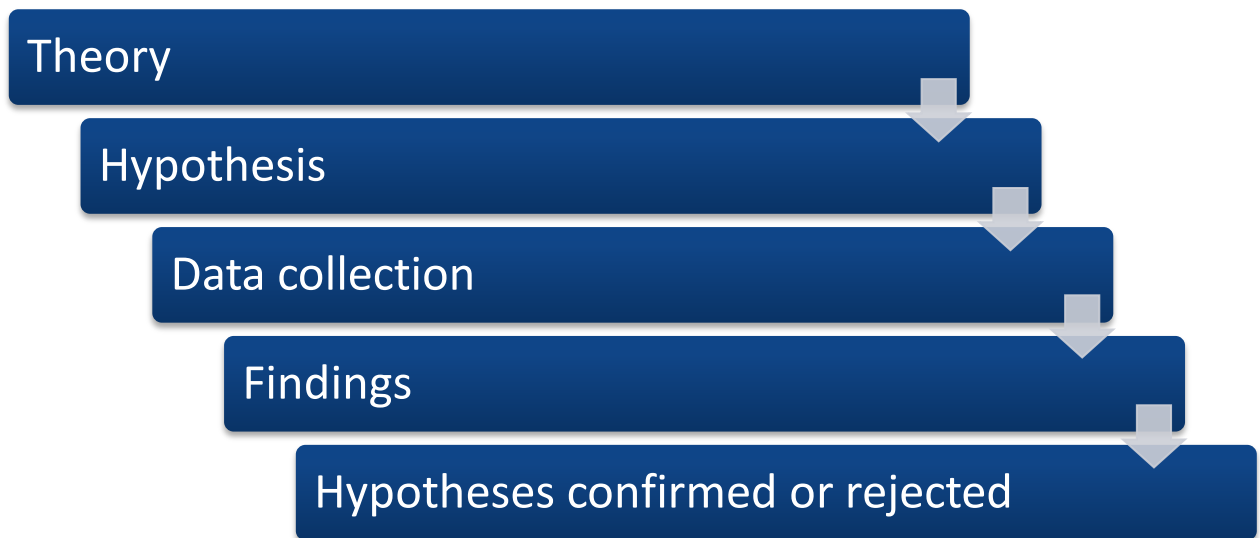 Theory
Hypothesis
Data collection
Findings
Hypotheses confirmed or rejected